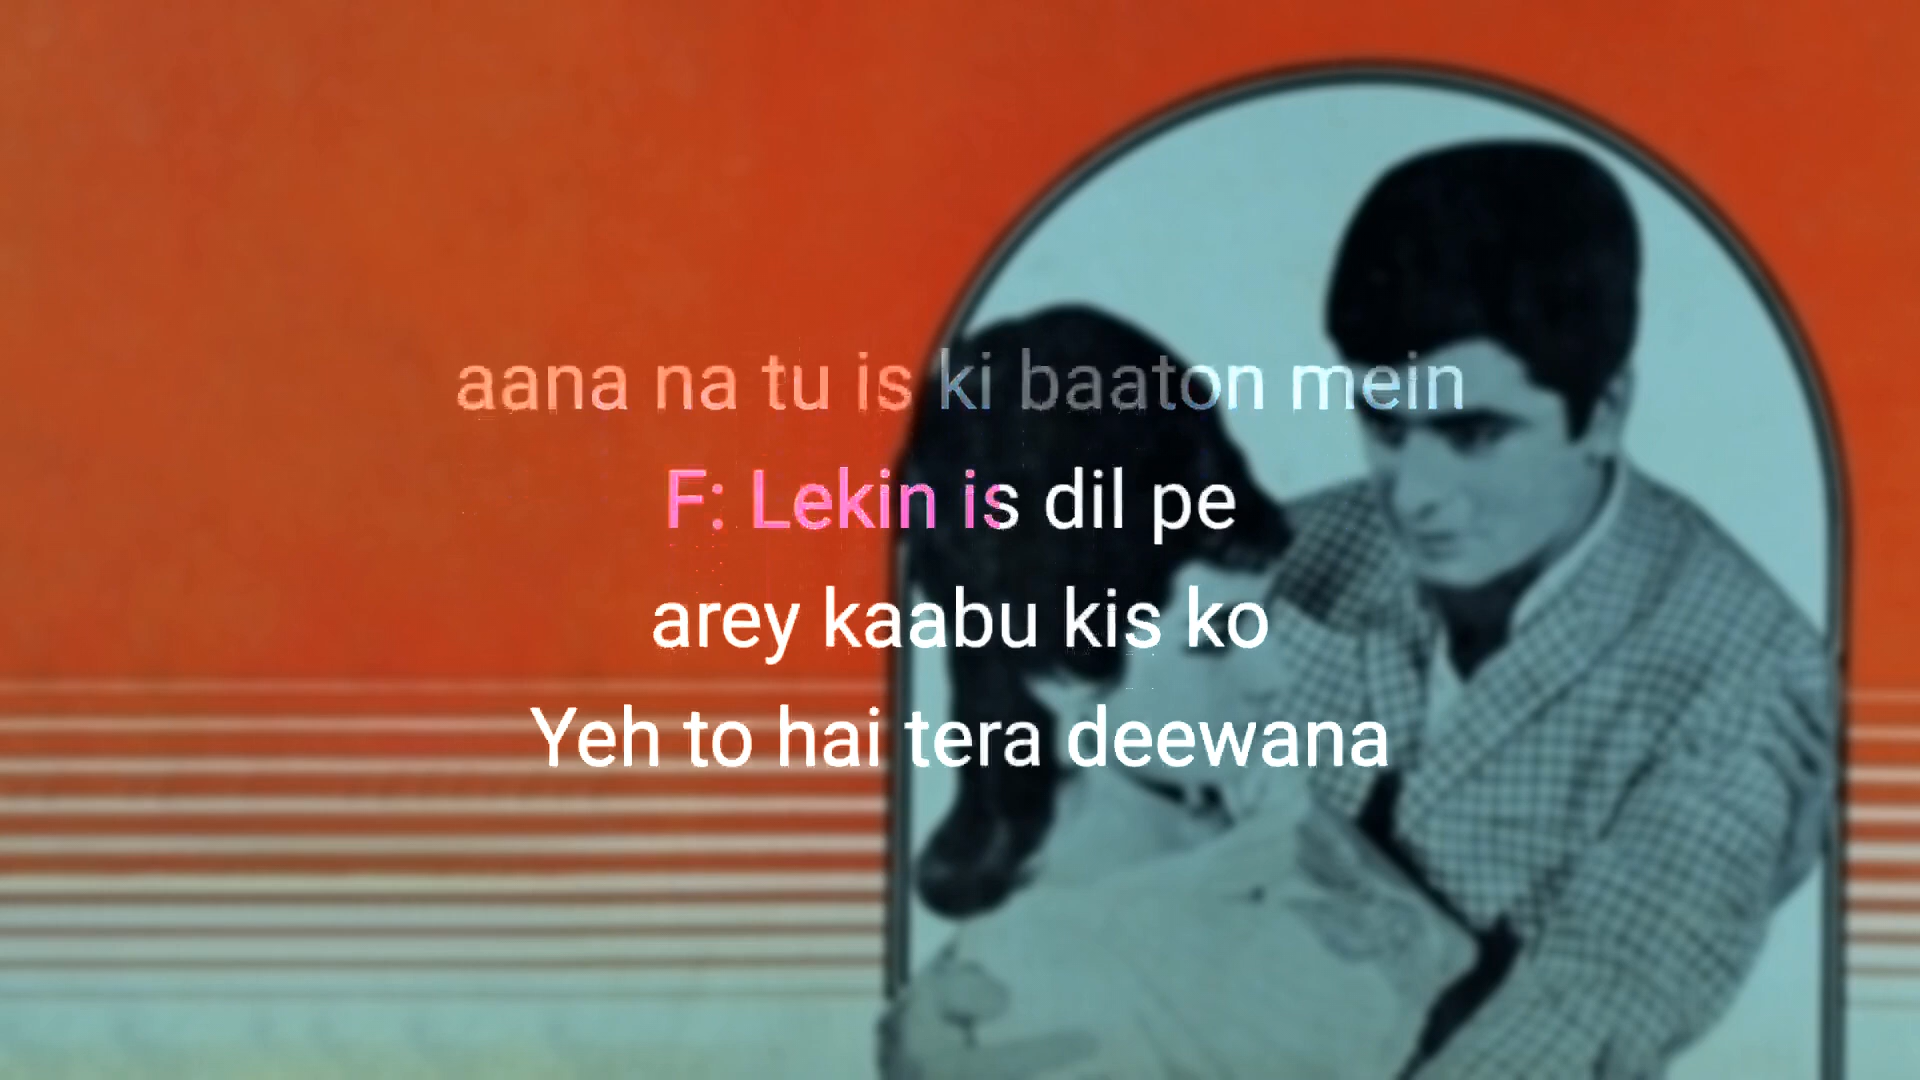 aana na tu is ki baaton mein
F: Lekin is dil pe
arey kaabu kis ko
Yeh to hai tera deewana